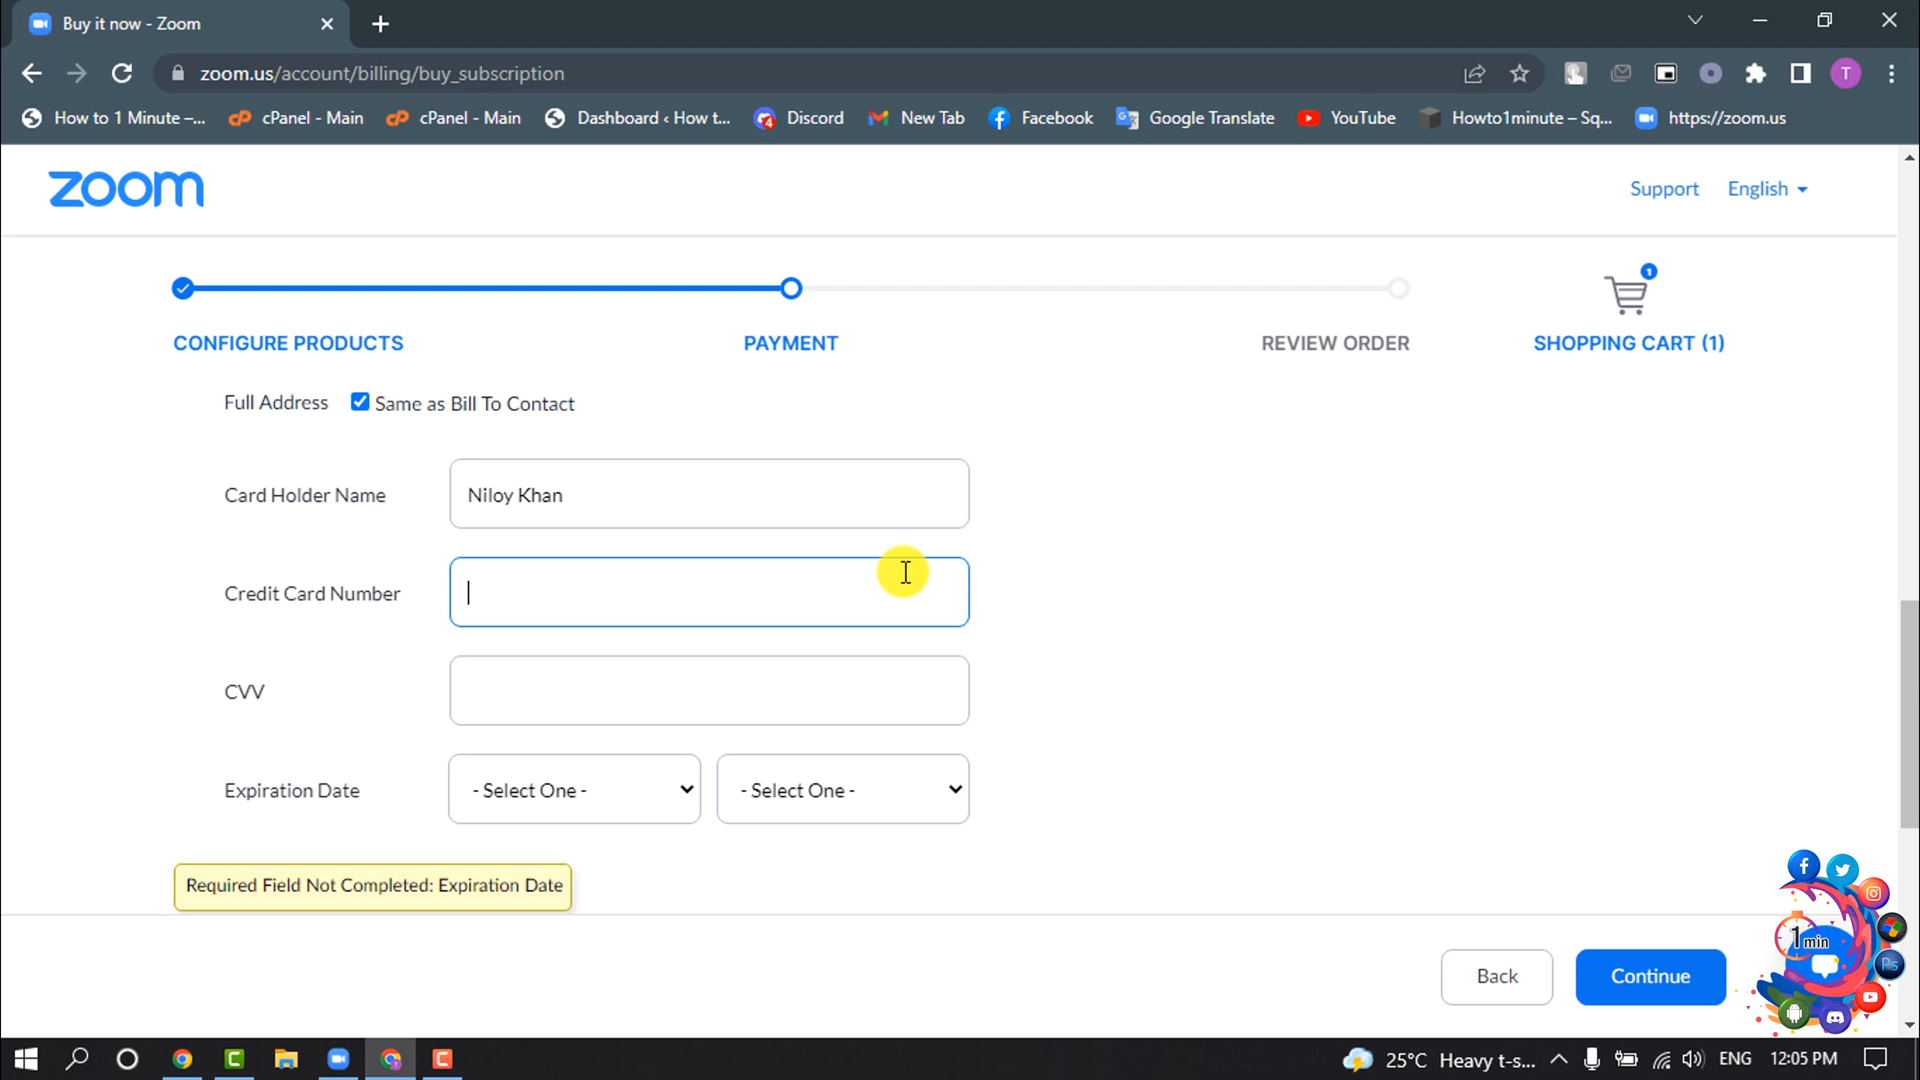 Buy it now - Zoom
zoom.us/account/billing/buy_subscription
T
How to 1 Minute –... cPanel - Main cPanel - Main Dashboard ‹ How t... Discord New Tab Facebook Google Translate YouTube Howto1minute – Sq... https://zoom.us
zoom
Support English
1
CONFIGURE PRODUCTS PAYMENT REVIEW ORDER SHOPPING CART (1)
Full Address Same as Bill To Contact
Card Holder Name Niloy Khan
Credit Card Number
CVV
Expiration Date - Select One - - Select One -
Required Field Not Completed: Expiration Date
Back Continue
1 min
Ps
25°C Heavy t-s... ENG 12:05 PM